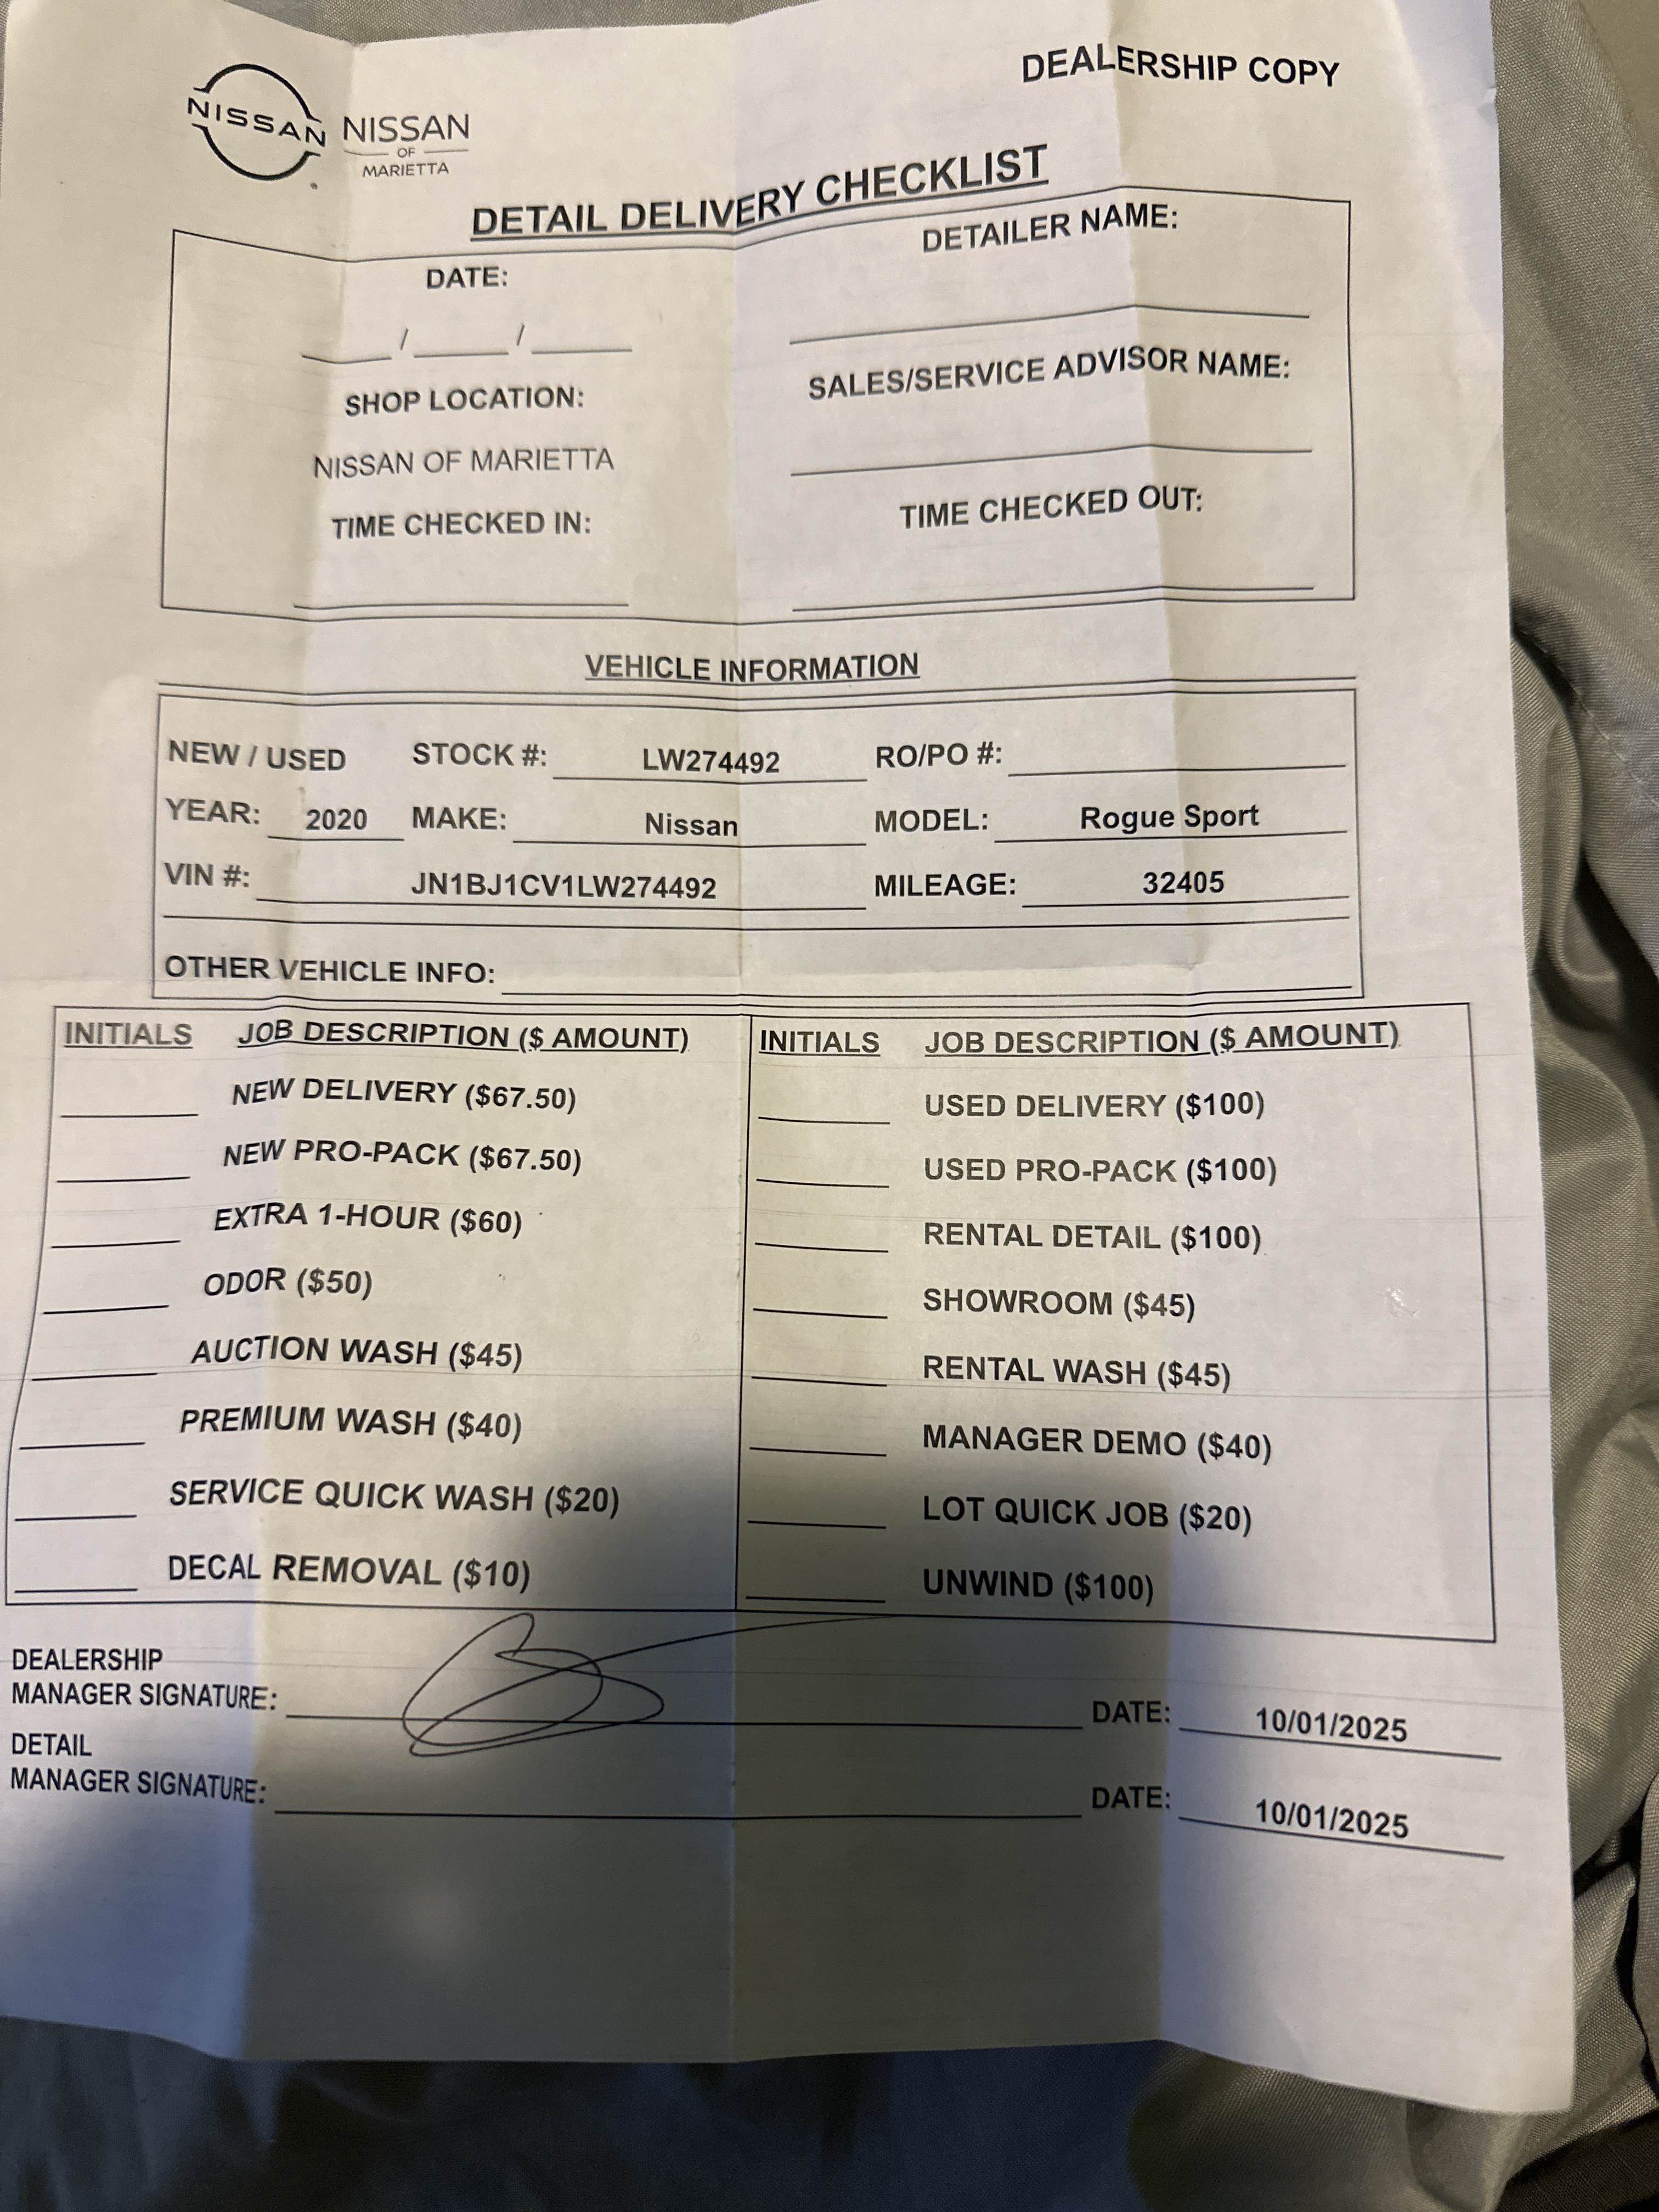 DEALERSHIP COPY
NISSAN NISSAN
OF
MARIETTA
DETAIL DELIVERY CHECKLIST
DATE:
/ /
SHOP LOCATION:
NISSAN OF MARIETTA
TIME CHECKED IN:
DETAILER NAME:
SALES/SERVICE ADVISOR NAME:
TIME CHECKED OUT:
VEHICLE INFORMATION
NEW / USED STOCK #: LW274492 RO/PO #:
YEAR: 2020 MAKE: Nissan MODEL: Rogue Sport
VIN #: JN1BJ1CV1LW274492 MILEAGE: 32405
OTHER VEHICLE INFO:
INITIALS JOB DESCRIPTION ($ AMOUNT)
NEW DELIVERY ($67.50)
NEW PRO-PACK ($67.50)
EXTRA 1-HOUR ($60)
ODOR ($50)
AUCTION WASH ($45)
PREMIUM WASH ($40)
SERVICE QUICK WASH ($20)
DECAL REMOVAL ($10)
INITIALS JOB DESCRIPTION ($ AMOUNT)
USED DELIVERY ($100)
USED PRO-PACK ($100)
RENTAL DETAIL ($100)
SHOWROOM ($45)
RENTAL WASH ($45)
MANAGER DEMO ($40)
LOT QUICK JOB ($20)
UNWIND ($100)
DEALERSHIP
MANAGER SIGNATURE: DATE: 10/01/2025
DETAIL
MANAGER SIGNATURE: DATE: 10/01/2025